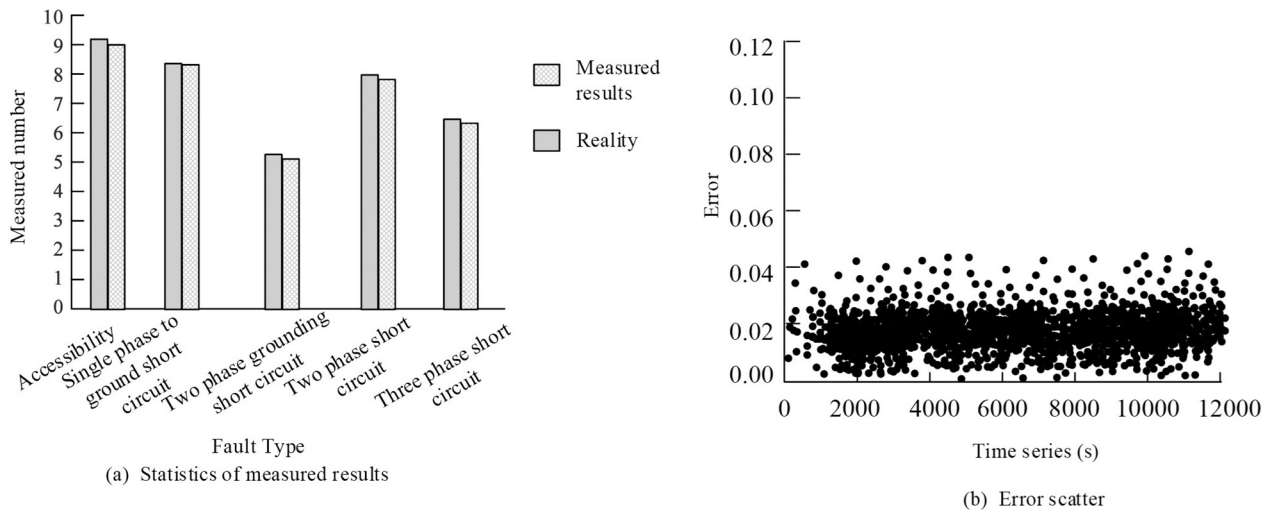 10
9
8
7
6
5
4
3
2
1
0
Measured number
Accessibility
Single phase to
ground short
circuit
Two phase grounding
short circuit
Two phase short
circuit
Three phase short
circuit
Fault Type
(a) Statistics of measured results
Measured
results
Reality
0.12
0.10
0.08
0.06
0.04
0.02
0.00
Error
0 2000 4000 6000 8000 10000 12000
Time series (s)
(b) Error scatter